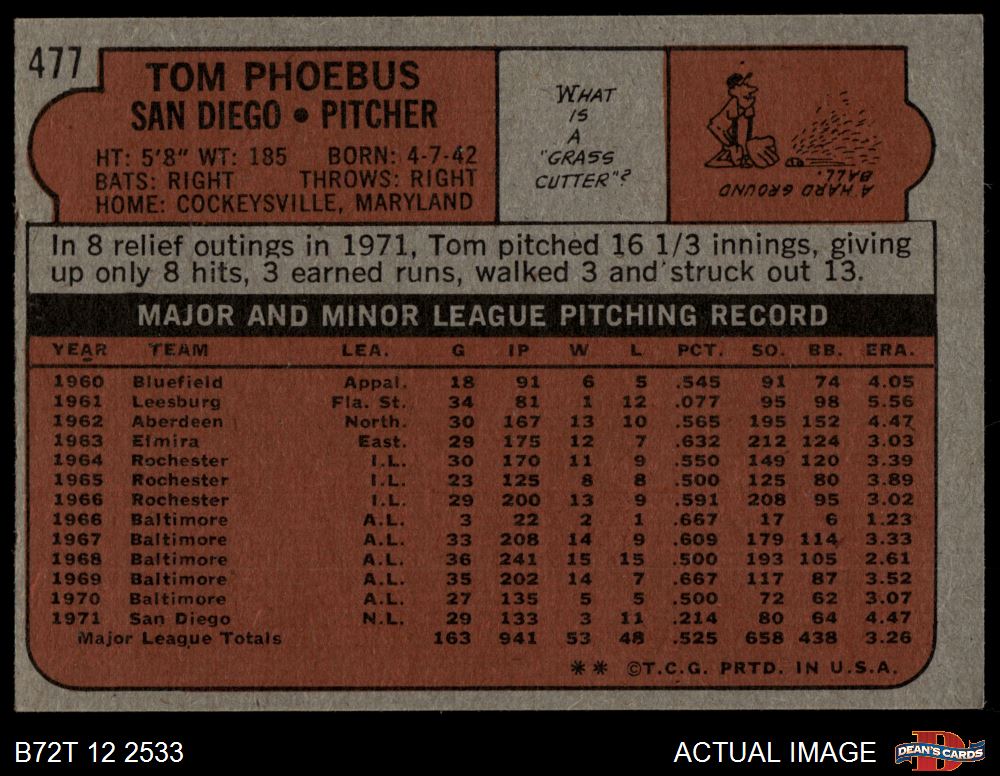 477
TOM PHOEBUS
SAN DIEGO • PITCHER
HT: 5'8" WT: 185 BORN: 4-7-42
BATS: RIGHT THROWS: RIGHT
HOME: COCKEYSVILLE, MARYLAND
WHAT
IS
A
"GRASS
CUTTER"?
A HARD GROUND
BALL.
In 8 relief outings in 1971, Tom pitched 16 1/3 innings, giving
up only 8 hits, 3 earned runs, walked 3 and struck out 13.
MAJOR AND MINOR LEAGUE PITCHING RECORD
YEAR TEAM LEA. G IP W L PCT. SO. BB. ERA.
1960 Bluefield Appal. 18 91 6 5 .545 91 74 4.05
1961 Leesburg Fla. St. 34 81 1 12 .077 95 98 5.56
1962 Aberdeen North. 30 167 13 10 .565 195 152 4.47
1963 Elmira East. 29 175 12 7 .632 212 124 3.03
1964 Rochester I.L. 30 170 11 9 .550 149 120 3.39
1965 Rochester I.L. 23 125 8 8 .500 125 80 3.89
1966 Rochester I.L. 29 200 13 9 .591 208 95 3.02
1966 Baltimore A.L. 3 22 2 1 .667 17 6 1.23
1967 Baltimore A.L. 33 208 14 9 .609 179 114 3.33
1968 Baltimore A.L. 36 241 15 15 .500 193 105 2.61
1969 Baltimore A.L. 35 202 14 7 .667 117 87 3.52
1970 Baltimore A.L. 27 135 5 5 .500 72 62 3.07
1971 San Diego N.L. 29 133 3 11 .214 80 64 4.47
Major League Totals 163 941 53 48 .525 658 438 3.26
** ©T.C.G. PRTD. IN U.S.A.
B72T 12 2533
ACTUAL IMAGE
DEAN'S CARDS